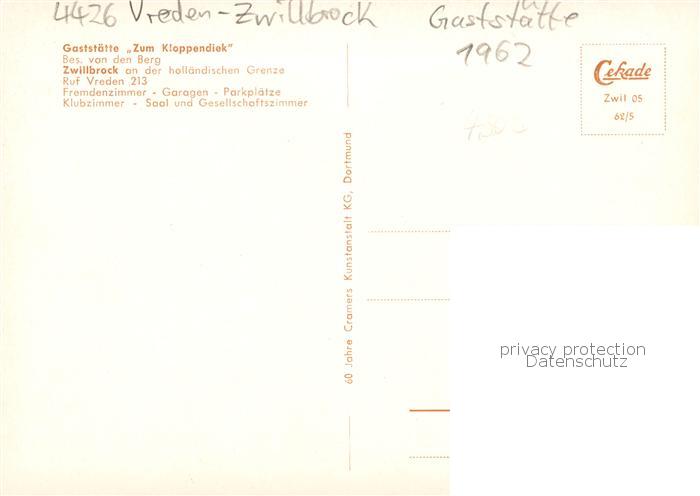 4426 Vreden-Zwillbrock Gaststätte
1962
Gaststätte „Zum Kloppendiek"
Bes. van den Berg
Zwillbrock an der holländischen Grenze
Ruf Vreden 213
Fremdenzimmer - Garagen - Parkplätze
Klubzimmer - Saal und Gesellschaftszimmer
Cekade
Zwil 05
62/5
60 Jahre Cramers Kunstanstalt KG, Dortmund
privacy protection
Datenschutz